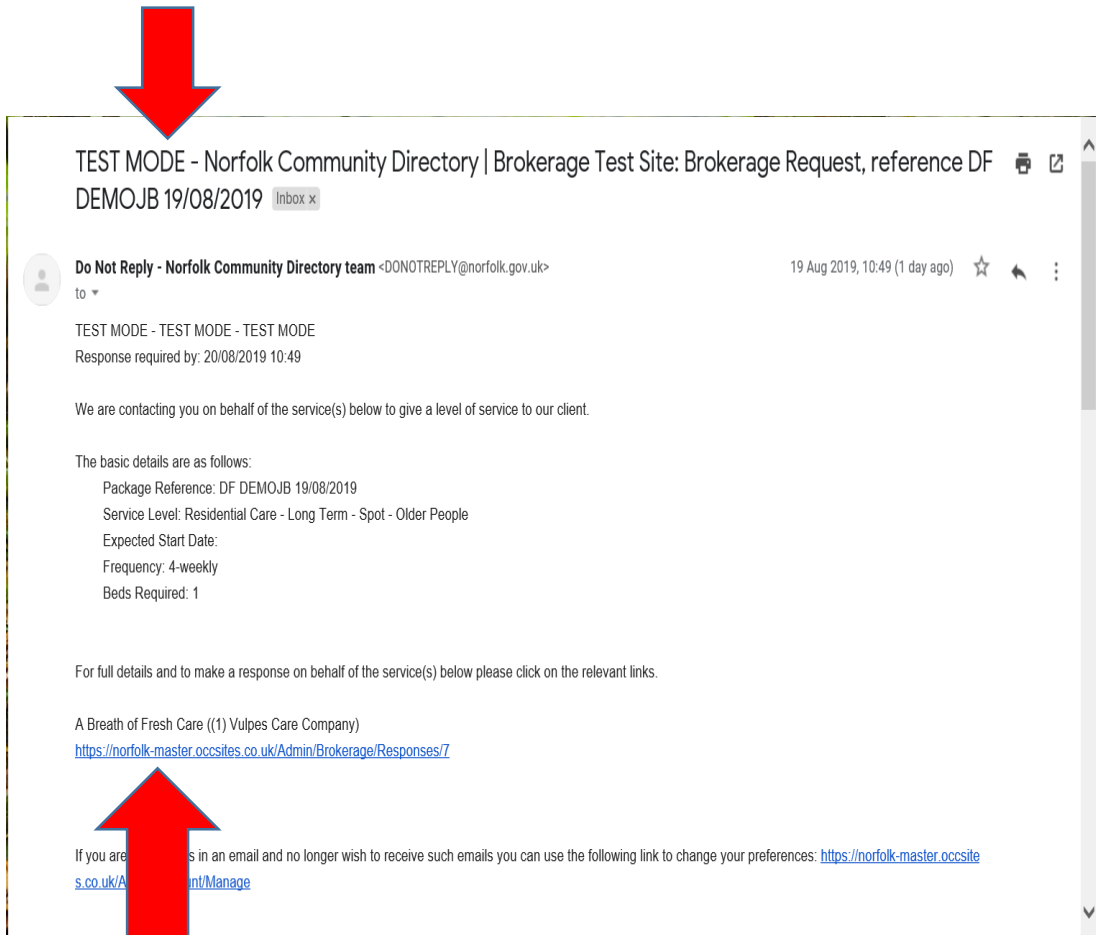 TEST MODE - Norfolk Community Directory | Brokerage Test Site: Brokerage Request, reference DF
DEMOJB 19/08/2019 Inbox x
Do Not Reply - Norfolk Community Directory team <DONOTREPLY@norfolk.gov.uk> 19 Aug 2019, 10:49 (1 day ago)
to
TEST MODE - TEST MODE - TEST MODE
Response required by: 20/08/2019 10:49
We are contacting you on behalf of the service(s) below to give a level of service to our client.
The basic details are as follows:
Package Reference: DF DEMOJB 19/08/2019
Service Level: Residential Care - Long Term - Spot - Older People
Expected Start Date:
Frequency: 4-weekly
Beds Required: 1
For full details and to make a response on behalf of the service(s) below please click on the relevant links.
A Breath of Fresh Care ((1) Vulpes Care Company)
https://norfolk-master.occsites.co.uk/Admin/Brokerage/Responses/7
If you are in an email and no longer wish to receive such emails you can use the following link to change your preferences: https://norfolk-master.occsite
s.co.uk/A nt/Manage